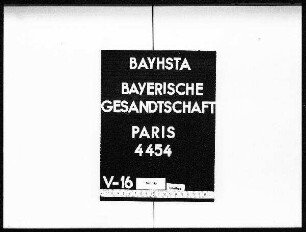 BAYHSTA
BAYERISCHE
GESANDTSCHAFT
PARIS
4454
V-16